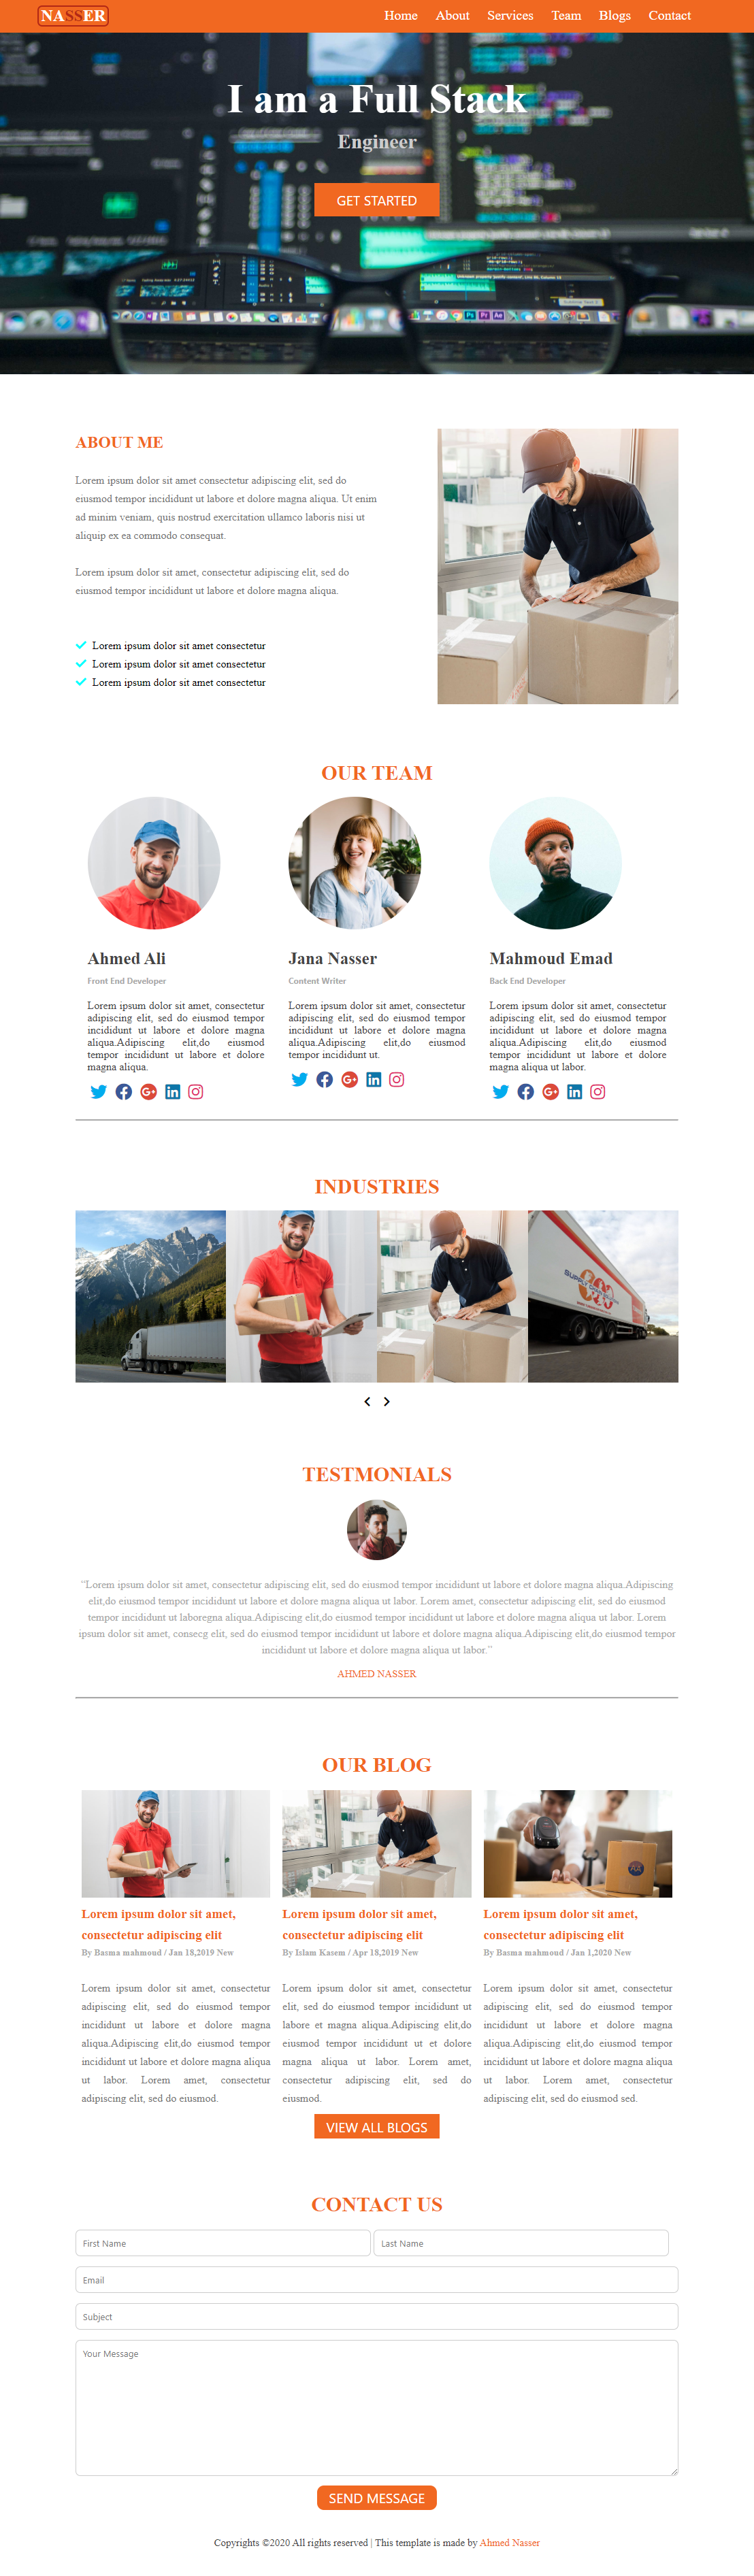 NASSER
Home About Services Team Blogs Contact
I am a Full Stack
Engineer
GET STARTED
ABOUT ME
Lorem ipsum dolor sit amet consectetur adipiscing elit, sed do
eiusmod tempor incididunt ut labore et dolore magna aliqua. Ut enim
ad minim veniam, quis nostrud exercitation ullamco laboris nisi ut
aliquip ex ea commodo consequat.
Lorem ipsum dolor sit amet, consectetur adipiscing elit, sed do
eiusmod tempor incididunt ut labore et dolore magna aliqua.
Lorem ipsum dolor sit amet consectetur
Lorem ipsum dolor sit amet consectetur
Lorem ipsum dolor sit amet consectetur
OUR TEAM
Ahmed Ali
Front End Developer
Lorem ipsum dolor sit amet, consectetur
adipiscing elit, sed do eiusmod tempor
incididunt ut labore et dolore magna
aliqua.Adipiscing elit,do eiusmod
tempor incididunt ut labore et dolore
magna aliqua.
Jana Nasser
Content Writer
Lorem ipsum dolor sit amet, consectetur
adipiscing elit, sed do eiusmod tempor
incididunt ut labore et dolore magna
aliqua.Adipiscing elit,do eiusmod
tempor incididunt ut.
Mahmoud Emad
Back End Developer
Lorem ipsum dolor sit amet, consectetur
adipiscing elit, sed do eiusmod tempor
incididunt ut labore et dolore magna
aliqua.Adipiscing elit,do eiusmod
tempor incididunt ut labore et dolore
magna aliqua ut labor.
INDUSTRIES
TESTMONIALS
"Lorem ipsum dolor sit amet, consectetur adipiscing elit, sed do eiusmod tempor incididunt ut labore et dolore magna aliqua.Adipiscing
elit,do eiusmod tempor incididunt ut labore et dolore magna aliqua ut labor. Lorem amet, consectetur adipiscing elit, sed do eiusmod
tempor incididunt ut laboregna aliqua.Adipiscing elit,do eiusmod tempor incididunt ut labore et dolore magna aliqua ut labor. Lorem
ipsum dolor sit amet, consecg elit, sed do eiusmod tempor incididunt ut labore et dolore magna aliqua.Adipiscing elit,do eiusmod tempor
incididunt ut labore et dolore magna aliqua ut labor."
AHMED NASSER
OUR BLOG
Lorem ipsum dolor sit amet,
consectetur adipiscing elit
By Basma mahmoud / Jan 18,2019 New
Lorem ipsum dolor sit amet, consectetur
adipiscing elit, sed do eiusmod tempor
incididunt ut labore et dolore magna
aliqua.Adipiscing elit,do eiusmod tempor
incididunt ut labore et dolore magna aliqua
ut labor. Lorem amet, consectetur
adipiscing elit, sed do eiusmod.
Lorem ipsum dolor sit amet,
consectetur adipiscing elit
By Islam Kasem / Apr 18,2019 New
Lorem ipsum dolor sit amet, consectetur
elit, sed do eiusmod tempor incididunt ut
labore et magna aliqua.Adipiscing elit,do
eiusmod tempor incididunt ut et dolore
magna aliqua ut labor. Lorem amet,
consectetur adipiscing elit, sed do
eiusmod.
Lorem ipsum dolor sit amet,
consectetur adipiscing elit
By Basma mahmoud / Jan 1,2020 New
Lorem ipsum dolor sit amet, consectetur
adipiscing elit, sed do eiusmod tempor
incididunt ut labore et dolore magna
aliqua.Adipiscing elit,do eiusmod tempor
incididunt ut labore et dolore magna aliqua
ut labor. Lorem amet, consectetur
adipiscing elit, sed do eiusmod sed.
VIEW ALL BLOGS
CONTACT US
First Name
Last Name
Email
Subject
Your Message
SEND MESSAGE
Copyrights ©2020 All rights reserved | This template is made by Ahmed Nasser